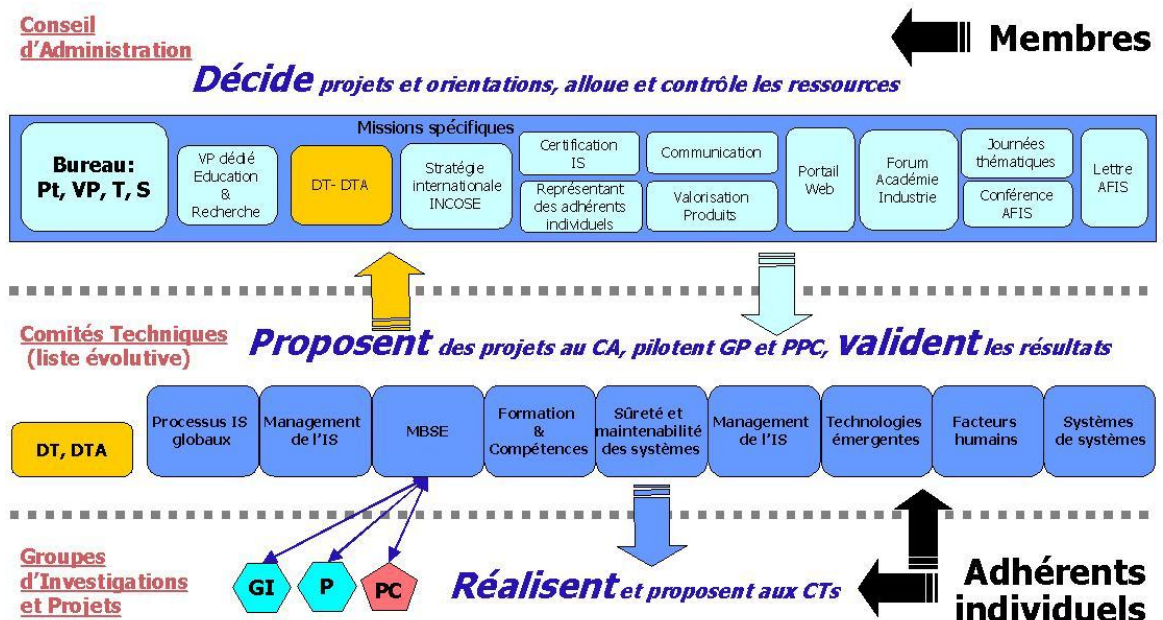 Conseil
d'Administration
Membres
Décide projets et orientations, alloue et contrôle les ressources
Missions spécifiques
Bureau:
Pt, VP, T, S
VP dédié
Education
&
Recherche
DT- DTA
Stratégie
internationale
INCOSE
Certification
IS
Représentant
des adhérents
individuels
Communication
Valorisation
Produits
Portail
Web
Forum
Académie
Industrie
Journées
thématiques
Conférence
AFIS
Lettre
AFIS
Comités Techniques
(liste évolutive)
Proposent des projets au CA, pilotent GP et PPC, valident les résultats
DT, DTA
Processus IS
globaux
Management
de l'IS
MBSE
Formation
&
Compétences
Sûreté et
maintenabilité
des systèmes
Management
de l'IS
Technologies
émergentes
Facteurs
humains
Systèmes
de systèmes
Groupes
d'Investigations
et Projets
GI
P
PC
Réalisent et proposent aux CTs
Adhérents
individuels